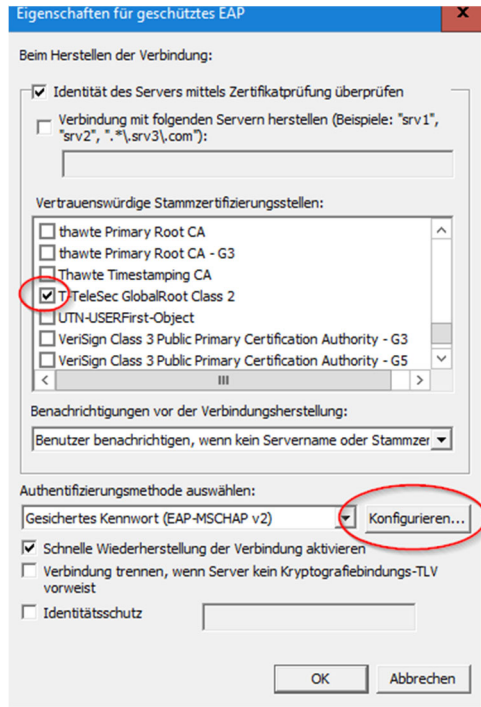 Eigenschaften für geschütztes EAP
x
Beim Herstellen der Verbindung:
Identität des Servers mittels Zertifikatprüfung überprüfen
Verbindung mit folgenden Servern herstellen (Beispiele: "srv1",
"srv2", ".*\.srv3\.com"):
Vertrauenswürdige Stammzertifizierungsstellen:
thawte Primary Root CA
thawte Primary Root CA - G3
Thawte Timestamping CA
T-TeleSec GlobalRoot Class 2
UTN-USERFirst-Object
VeriSign Class 3 Public Primary Certification Authority - G3
VeriSign Class 3 Public Primary Certification Authority - G5
Benachrichtigungen vor der Verbindungsherstellung:
Benutzer benachrichtigen, wenn kein Servername oder Stammzer
Authentifizierungsmethode auswählen:
Gesichertes Kennwort (EAP-MSCHAP v2)
Konfigurieren...
Schnelle Wiederherstellung der Verbindung aktivieren
Verbindung trennen, wenn Server kein Kryptografiebindungs-TLV
vorweist
Identitätsschutz
OK
Abbrechen